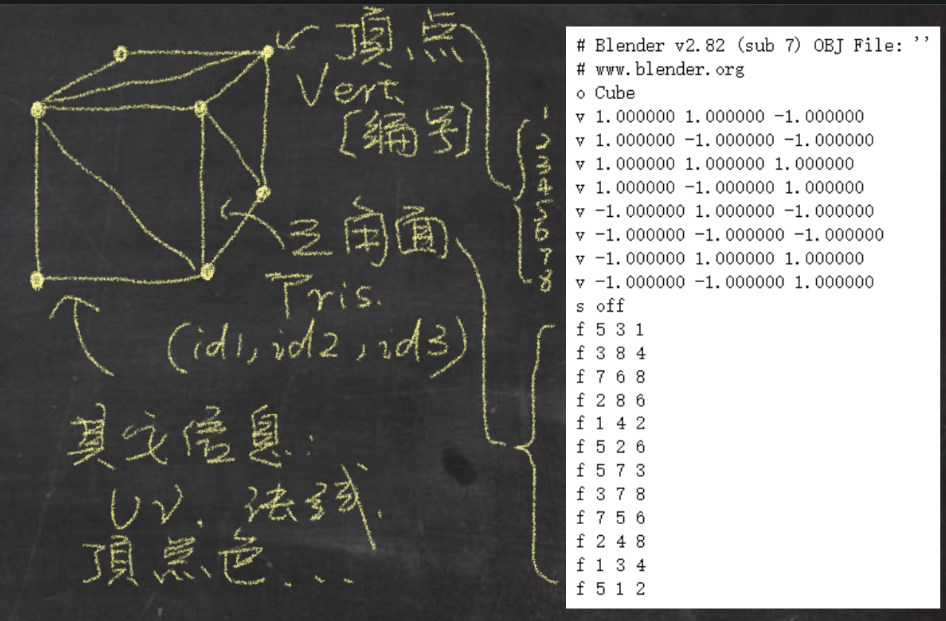 頂点
Vert
[编号]
1
2
3
4
5
6
7
8
三角面
Tris.
(id1, id2, id3)
其它信息:
UV. 法线.
頂点色...
# Blender v2.82 (sub 7) OBJ File: ''
# www.blender.org
o Cube
v 1.000000 1.000000 -1.000000
v 1.000000 -1.000000 -1.000000
v 1.000000 1.000000 1.000000
v 1.000000 -1.000000 1.000000
v -1.000000 1.000000 -1.000000
v -1.000000 -1.000000 -1.000000
v -1.000000 1.000000 1.000000
v -1.000000 -1.000000 1.000000
s off
f 5 3 1
f 3 8 4
f 7 6 8
f 2 8 6
f 1 4 2
f 5 2 6
f 5 7 3
f 3 7 8
f 7 5 6
f 2 4 8
f 1 3 4
f 5 1 2